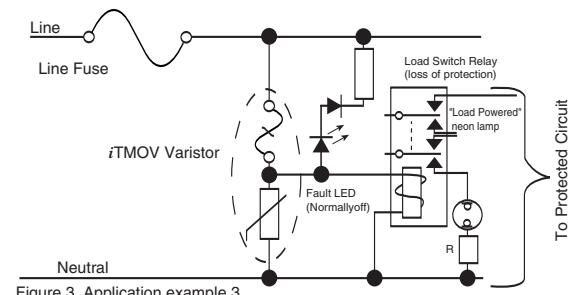 Line
Line Fuse
Load Switch Relay
(loss of protection)
"Load Powered"
neon lamp
iTMOV Varistor
Fault LED
(Normallyoff)
To Protected Circuit
R
Neutral
Figure 3. Application example 3